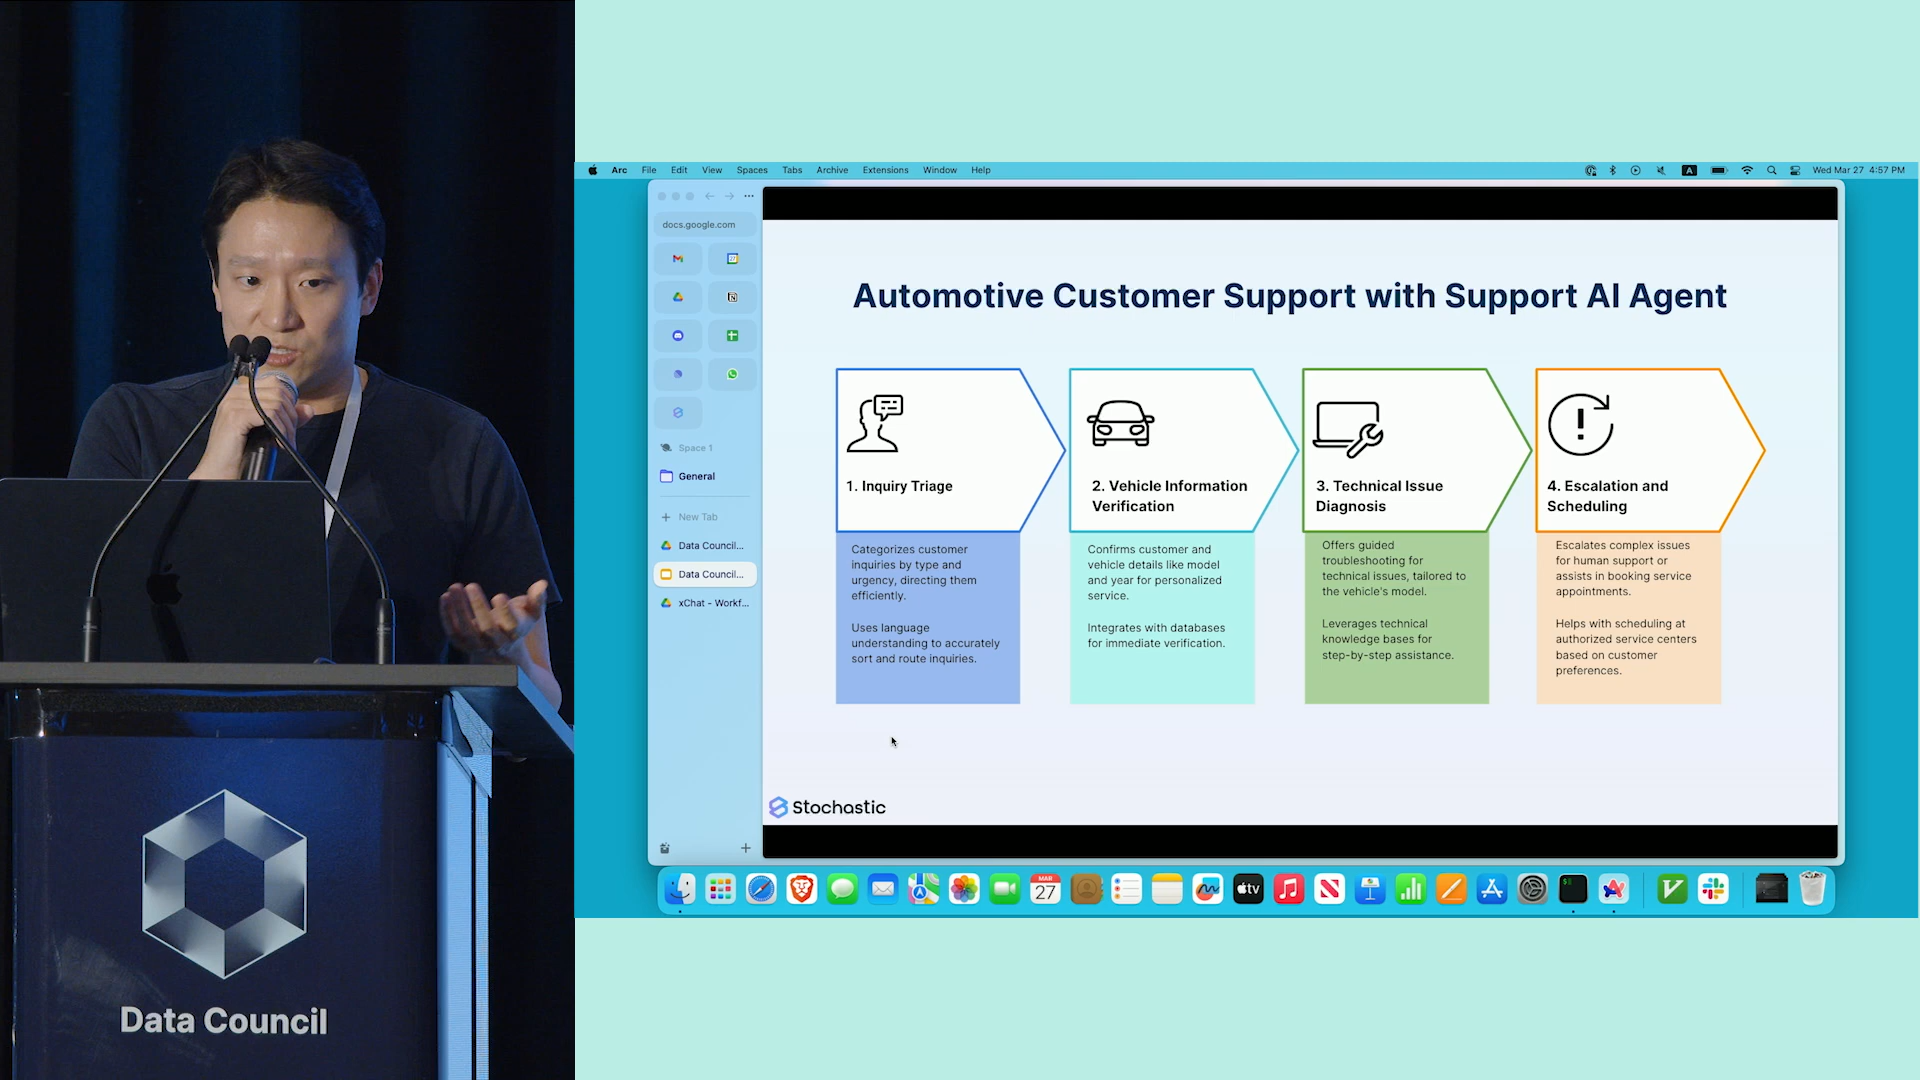 Arc File Edit View Spaces Tabs Archive Extensions Window Help
A
Wed Mar 27 4:57 PM
docs.google.com
Space 1
General
New Tab
Data Council...
Data Council...
xChat - Workf...
Automotive Customer Support with Support AI Agent
1. Inquiry Triage
Categorizes customer
inquiries by type and
urgency, directing them
efficiently.
Uses language
understanding to accurately
sort and route inquiries.
2. Vehicle Information
Verification
Confirms customer and
vehicle details like model
and year for personalized
service.
Integrates with databases
for immediate verification.
3. Technical Issue
Diagnosis
Offers guided
troubleshooting for
technical issues, tailored to
the vehicle's model.
Leverages technical
knowledge bases for
step-by-step assistance.
4. Escalation and
Scheduling
Escalates complex issues
for human support or
assists in booking service
appointments.
Helps with scheduling at
authorized service centers
based on customer
preferences.
Stochastic
MAR
27
tv
Data Council